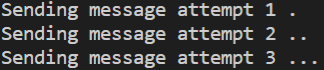 Sending message attempt 1 .
Sending message attempt 2 ..
Sending message attempt 3 ...